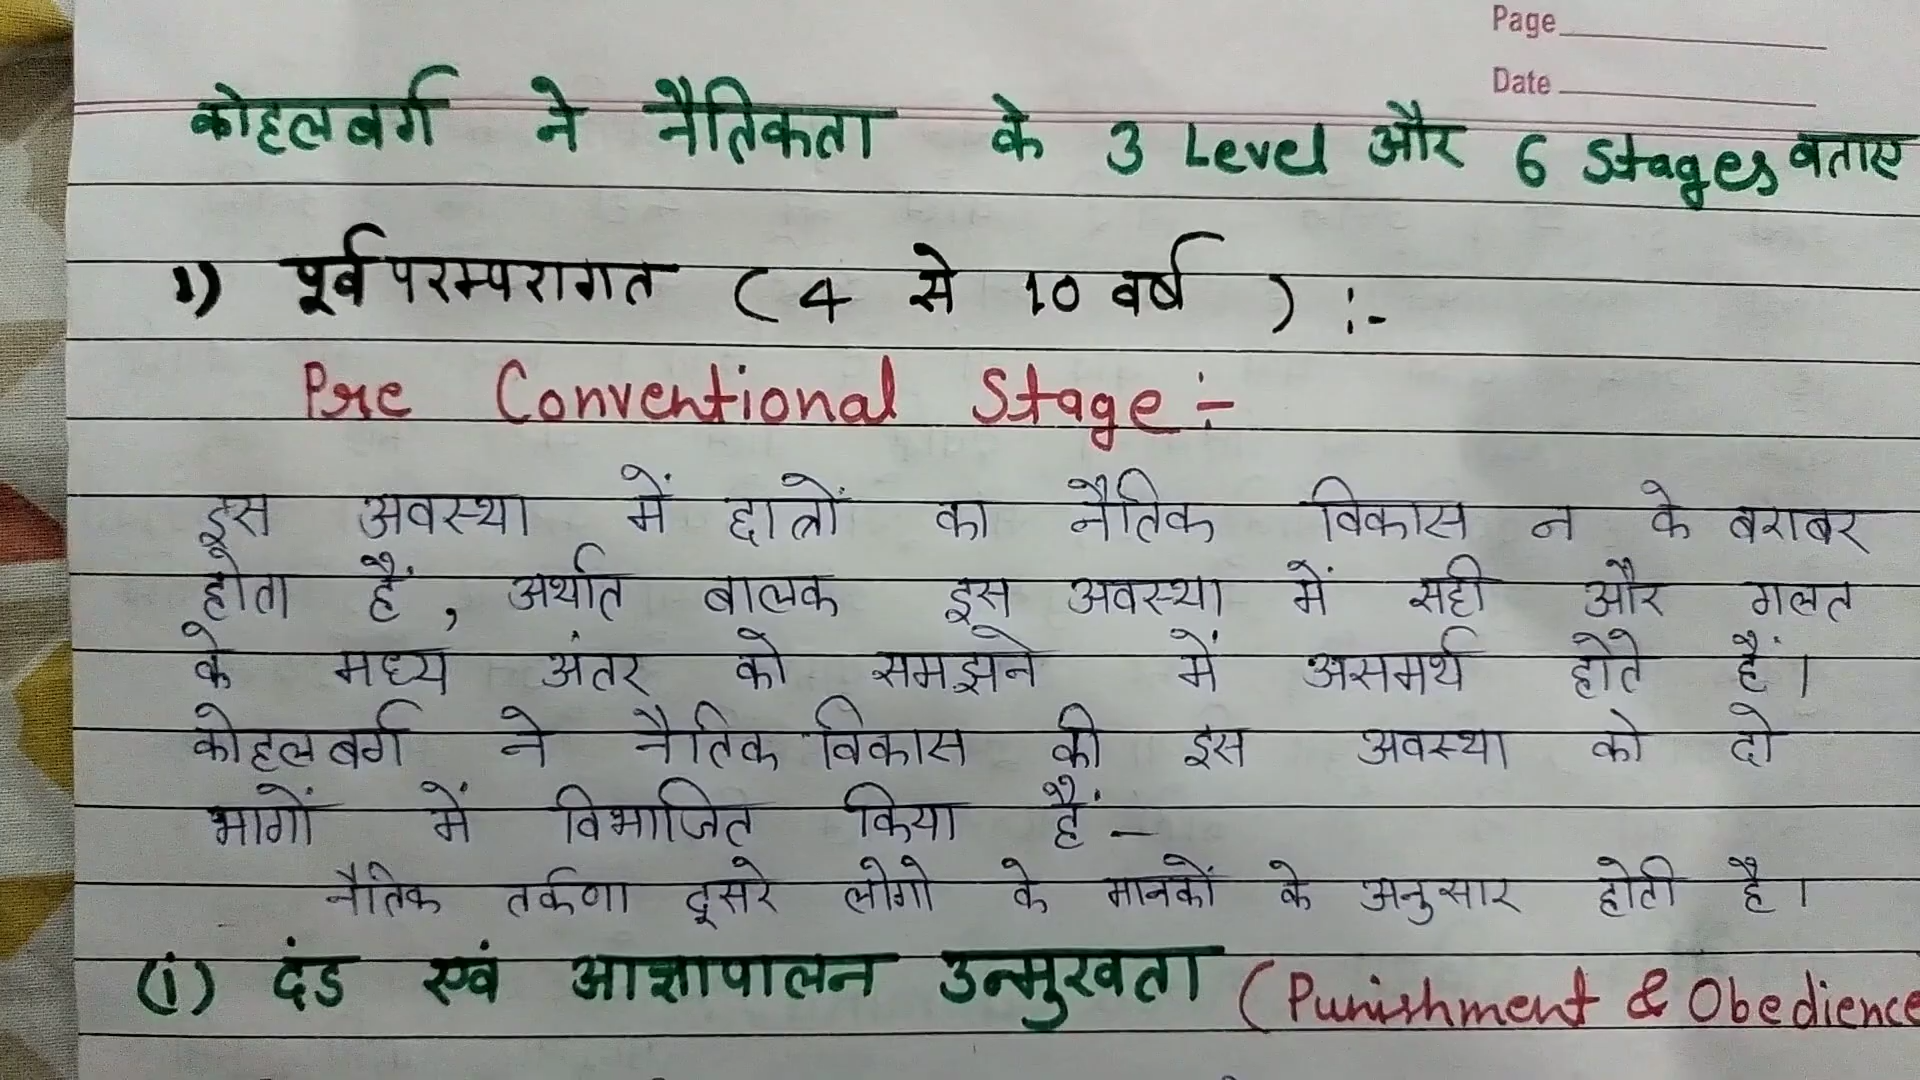 Page
Date
कोहलबर्ग ने नैतिकता के 3 Level और 6 Stages बताए
1) पूर्व परम्परागत (4 से 10 वर्ष ) :-
Pre Conventional Stage :-
इस अवस्था में छात्रों का नैतिक विकास न के बराबर
होता है, अर्थात बालक इस अवस्था में सही और गलत
के मध्य अंतर को समझने में असमर्थ होते हैं।
कोहलबर्ग ने नैतिक विकास की इस अवस्था को दो
भागों में विभाजित किया है –
नैतिक तर्कणा दूसरे लोगो के मानकों के अनुसार होती है।
(i) दंड एवं आज्ञापालन उन्मुखता (Punishment & Obedience